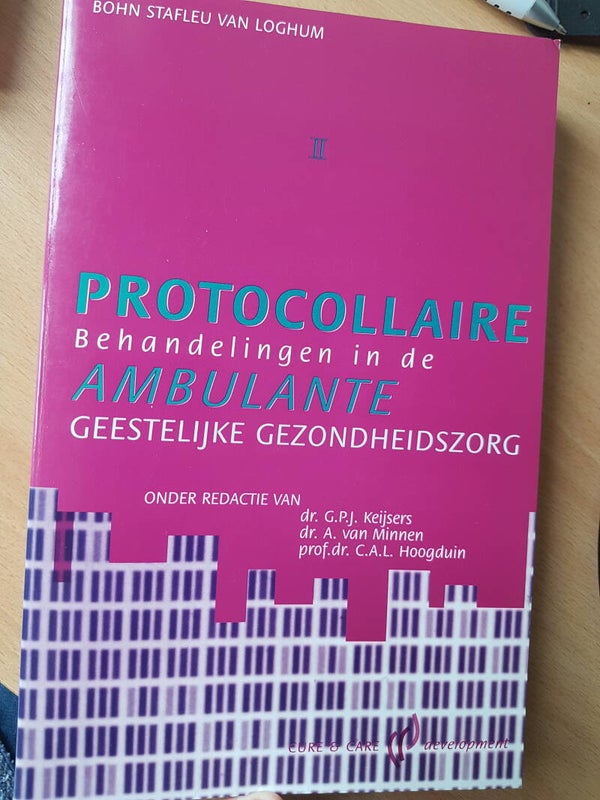 BOHN STAFLEU VAN LOGHUM
II
PROTOCOLLAIRE
Behandelingen in de
AMBULANTE
GEESTELIJKE GEZONDHEIDSZORG
ONDER REDACTIE VAN
dr. G.P.J. Keijsers
dr. A. van Minnen
prof.dr. C.A.L. Hoogduin
CURE & CARE development